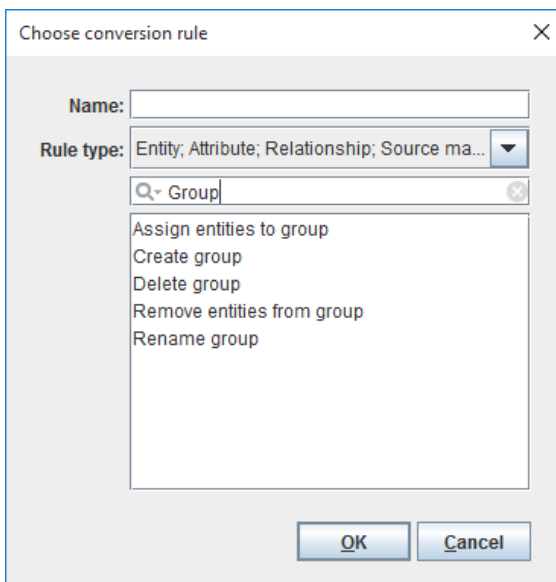 Choose conversion rule
Name:
Rule type: Entity; Attribute; Relationship; Source ma...
Group
Assign entities to group
Create group
Delete group
Remove entities from group
Rename group
OK Cancel